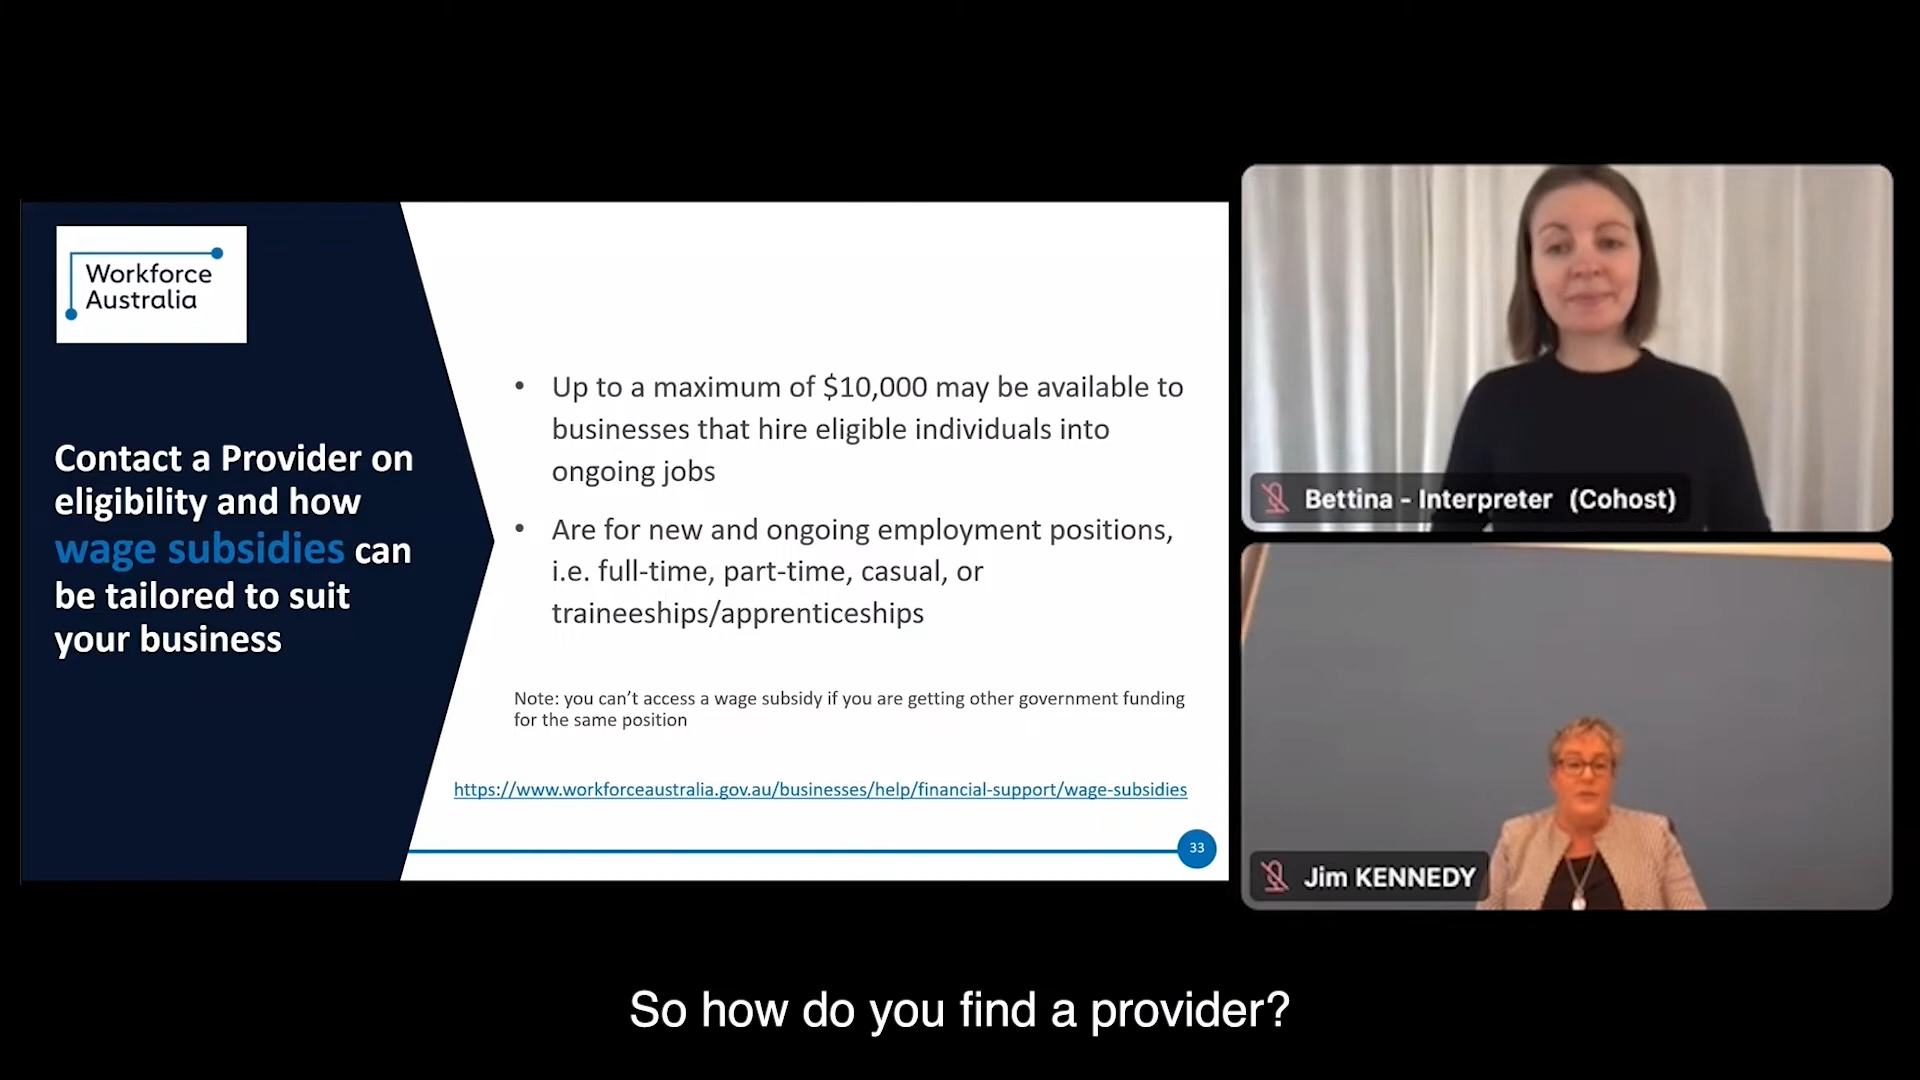 Workforce
Australia
Contact a Provider on
eligibility and how
wage subsidies can
be tailored to suit
your business
• Up to a maximum of $10,000 may be available to
businesses that hire eligible individuals into
ongoing jobs
• Are for new and ongoing employment positions,
i.e. full-time, part-time, casual, or
traineeships/apprenticeships
Note: you can’t access a wage subsidy if you are getting other government funding
for the same position
https://www.workforceaustralia.gov.au/businesses/help/financial-support/wage-subsidies
33
Bettina - Interpreter (Cohost)
Jim KENNEDY
So how do you find a provider?